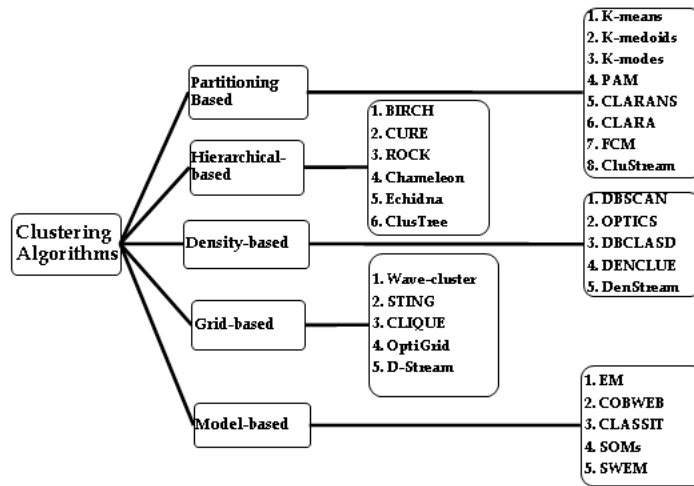 Clustering
Algorithms
Partitioning
Based
1. K-means
2. K-medoids
3. K-modes
4. PAM
5. CLARANS
6. CLARA
7. FCM
8. CluStream
Hierarchical-
based
1. BIRCH
2. CURE
3. ROCK
4. Chameleon
5. Echidna
6. ClusTree
Density-based
1. DBSCAN
2. OPTICS
3. DBCLASD
4. DENCLUE
5. DenStream
Grid-based
1. Wave-cluster
2. STING
3. CLIQUE
4. OptiGrid
5. D-Stream
Model-based
1. EM
2. COBWEB
3. CLASSIT
4. SOMs
5. SWEM